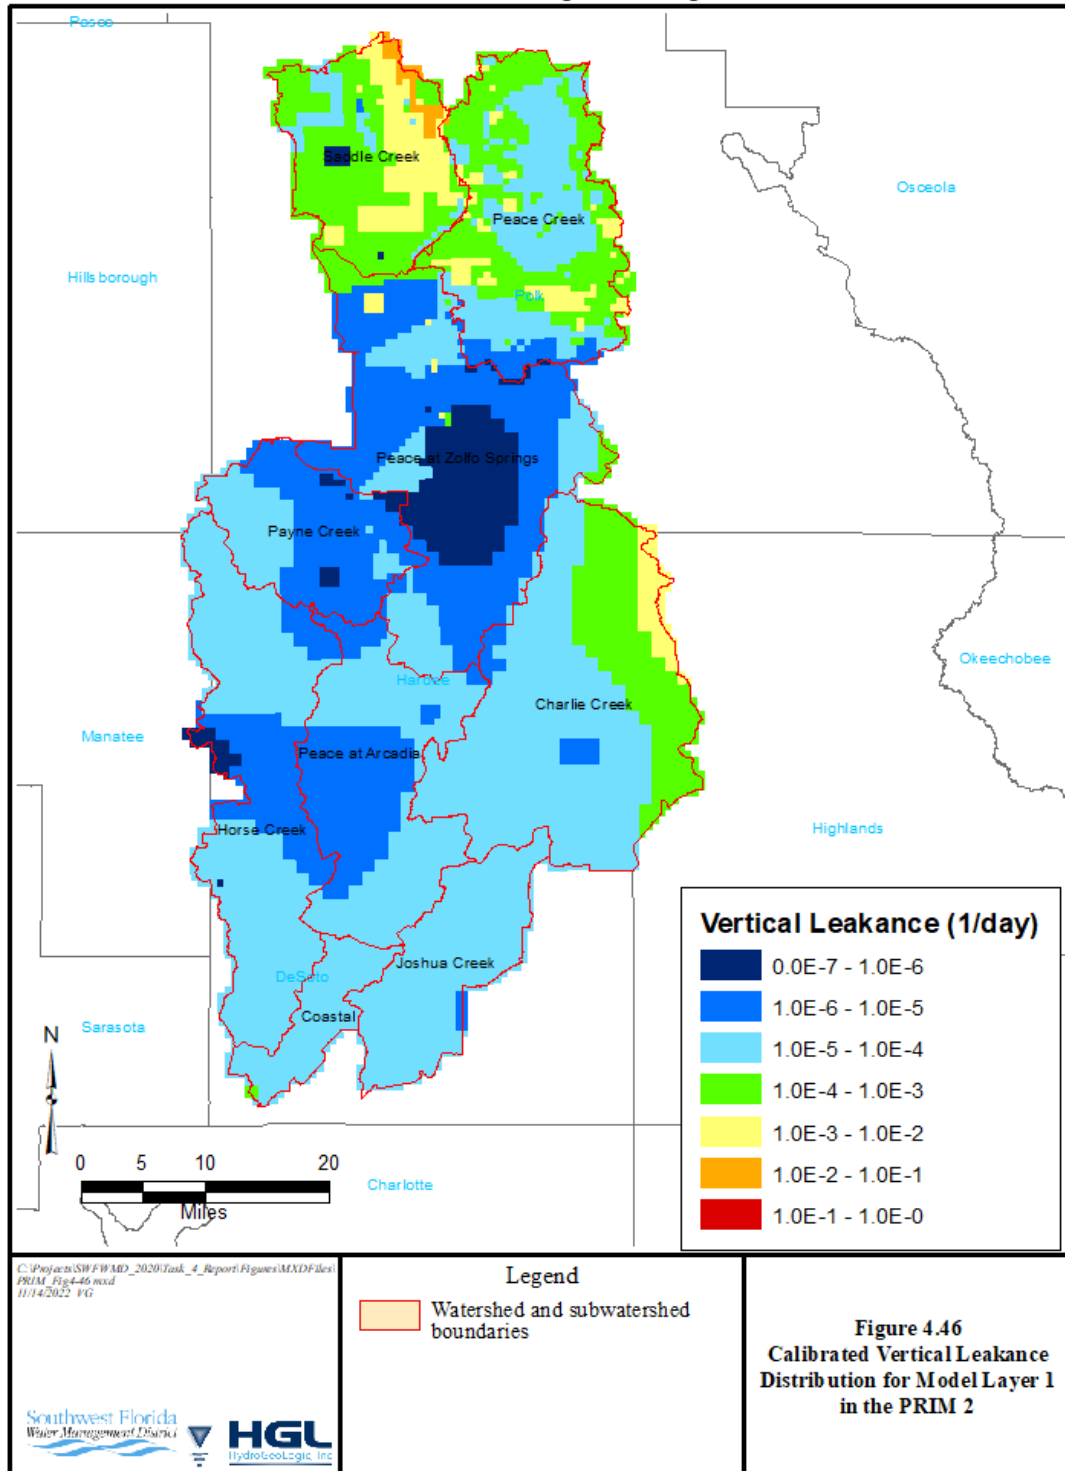 Pasco
Osceola
Saddle Creek
Peace Creek
Hillsborough
Polk
Peace at Zolfo Springs
Payne Creek
Okeechobee
Hardee
Charlie Creek
Manatee
Peace at Arcadia
Horse Creek
Highlands
Joshua Creek
DeSoto
Coastal
Sarasota
N
Charlotte
0 5 10 20
Miles
Vertical Leakance (1/day)
0.0E-7 - 1.0E-6
1.0E-6 - 1.0E-5
1.0E-5 - 1.0E-4
1.0E-4 - 1.0E-3
1.0E-3 - 1.0E-2
1.0E-2 - 1.0E-1
1.0E-1 - 1.0E-0
C:\Projects\SWFWMD_2020\Task_4_Report\Figures\MXDFiles\
PRIM_Fig4-46.mxd
11/14/2022 VG
Legend
Watershed and subwatershed
boundaries
Figure 4.46
Calibrated Vertical Leakance
Distribution for Model Layer 1
in the PRIM 2
Southwest Florida
Water Management District
HGL
HydroGeoLogic, Inc